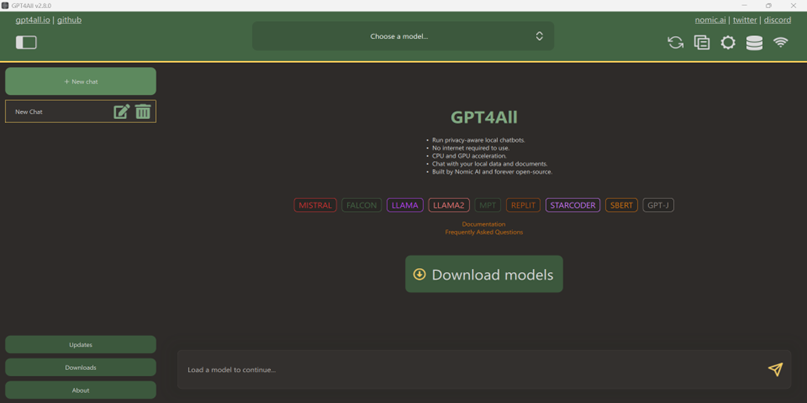 GPT4All v2.8.0
gpt4all.io | github
nomic.ai | twitter | discord
Choose a model...
+ New chat
New Chat
GPT4All
• Run privacy-aware local chatbots.
• No internet required to use.
• CPU and GPU acceleration.
• Chat with your local data and documents.
• Built by Nomic AI and forever open-source.
MISTRAL FALCON LLAMA LLAMA2 MPT REPLIT STARCODER SBERT GPT-J
Documentation
Frequently Asked Questions
Download models
Updates
Downloads
About
Load a model to continue...